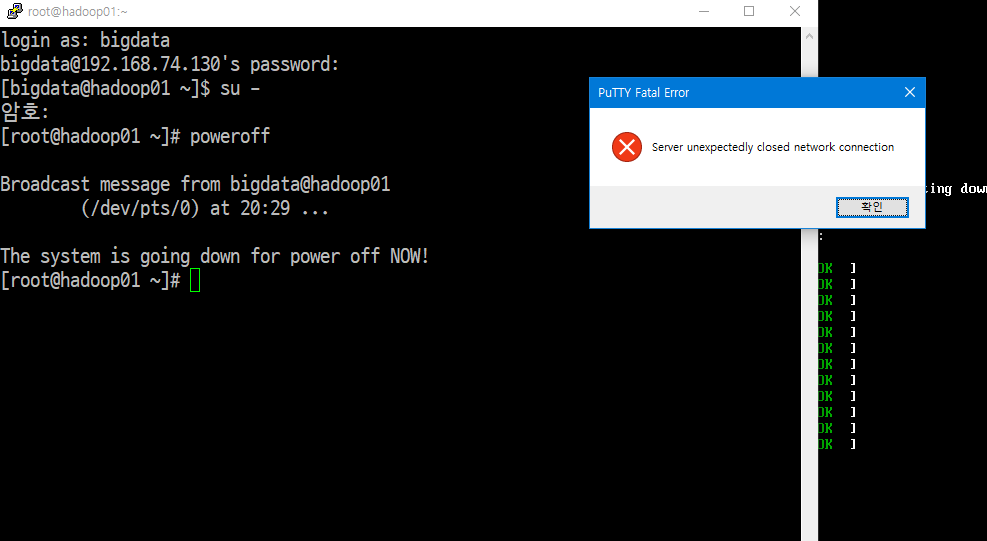 root@hadoop01:~
login as: bigdata
bigdata@192.168.74.130's password:
[bigdata@hadoop01 ~]$ su -
암호:
[root@hadoop01 ~]# poweroff
Broadcast message from bigdata@hadoop01
(/dev/pts/0) at 20:29 ...
The system is going down for power off NOW!
[root@hadoop01 ~]#
PuTTY Fatal Error
Server unexpectedly closed network connection
확인
ing down
:
OK ]
OK ]
OK ]
OK ]
OK ]
OK ]
OK ]
OK ]
OK ]
OK ]
OK ]
OK ]